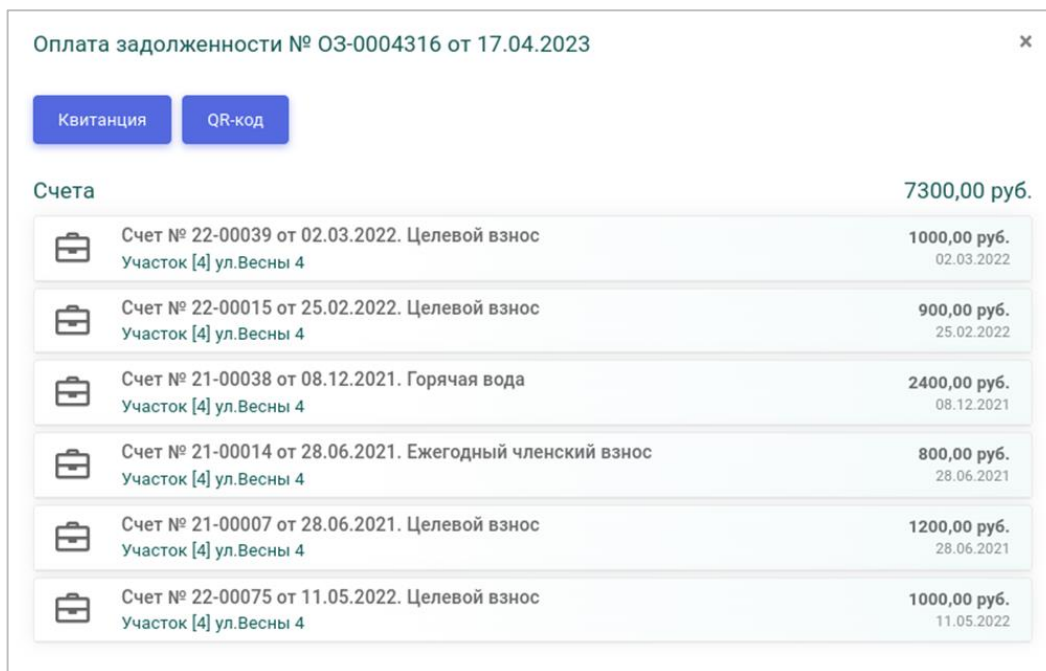 Оплата задолженности № ОЗ-0004316 от 17.04.2023 ×
Квитанция QR-код
Счета 7300,00 руб.
Счет № 22-00039 от 02.03.2022. Целевой взнос 1000,00 руб.
Участок [4] ул.Весны 4 02.03.2022
Счет № 22-00015 от 25.02.2022. Целевой взнос 900,00 руб.
Участок [4] ул.Весны 4 25.02.2022
Счет № 21-00038 от 08.12.2021. Горячая вода 2400,00 руб.
Участок [4] ул.Весны 4 08.12.2021
Счет № 21-00014 от 28.06.2021. Ежегодный членский взнос 800,00 руб.
Участок [4] ул.Весны 4 28.06.2021
Счет № 21-00007 от 28.06.2021. Целевой взнос 1200,00 руб.
Участок [4] ул.Весны 4 28.06.2021
Счет № 22-00075 от 11.05.2022. Целевой взнос 1000,00 руб.
Участок [4] ул.Весны 4 11.05.2022